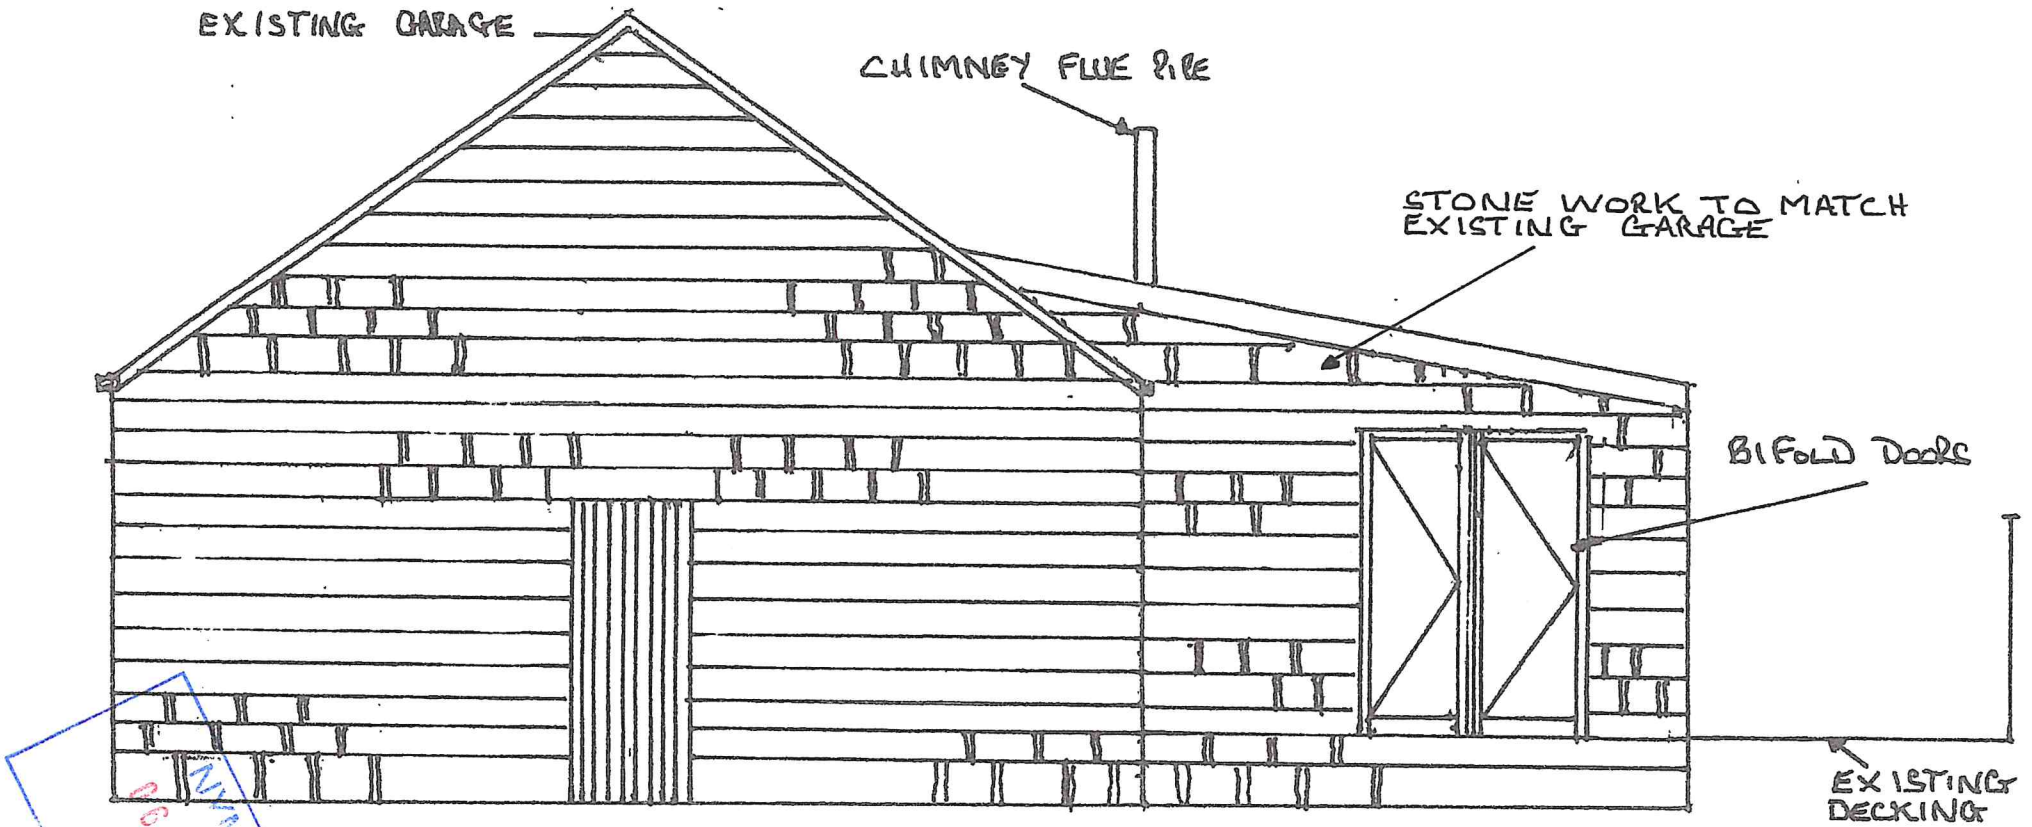 EXISTING GARAGE
CHIMNEY FLUE PIPE
STONE WORK TO MATCH
EXISTING GARAGE
BIFOLD DOORS
EXISTING
DECKING